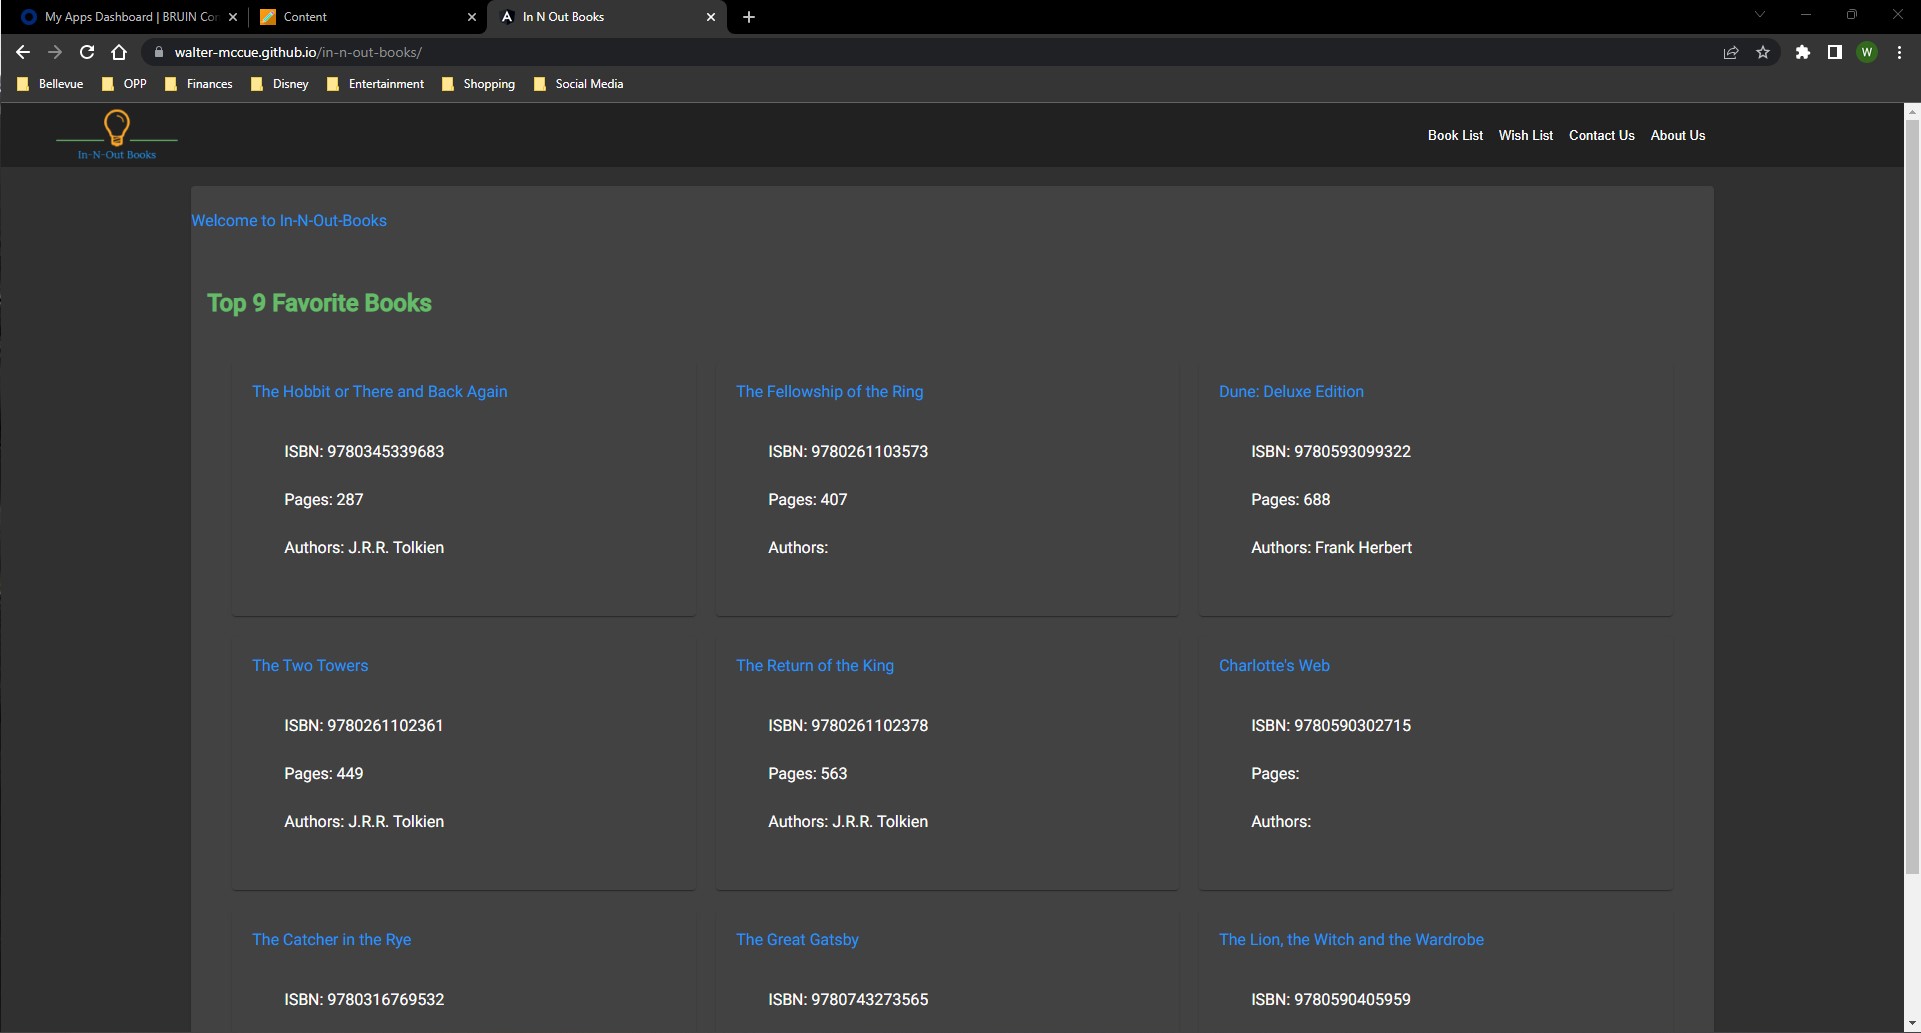 My Apps Dashboard | BRUIN Con
Content
In N Out Books
walter-mccue.github.io/in-n-out-books/
W
Bellevue OPP Finances Disney Entertainment Shopping Social Media
In-N-Out Books
Book List Wish List Contact Us About Us
Welcome to In-N-Out-Books
Top 9 Favorite Books
The Hobbit or There and Back Again
ISBN: 9780345339683
Pages: 287
Authors: J.R.R. Tolkien
The Fellowship of the Ring
ISBN: 9780261103573
Pages: 407
Authors:
Dune: Deluxe Edition
ISBN: 9780593099322
Pages: 688
Authors: Frank Herbert
The Two Towers
ISBN: 9780261102361
Pages: 449
Authors: J.R.R. Tolkien
The Return of the King
ISBN: 9780261102378
Pages: 563
Authors: J.R.R. Tolkien
Charlotte's Web
ISBN: 9780590302715
Pages:
Authors:
The Catcher in the Rye
ISBN: 9780316769532
The Great Gatsby
ISBN: 9780743273565
The Lion, the Witch and the Wardrobe
ISBN: 9780590405959